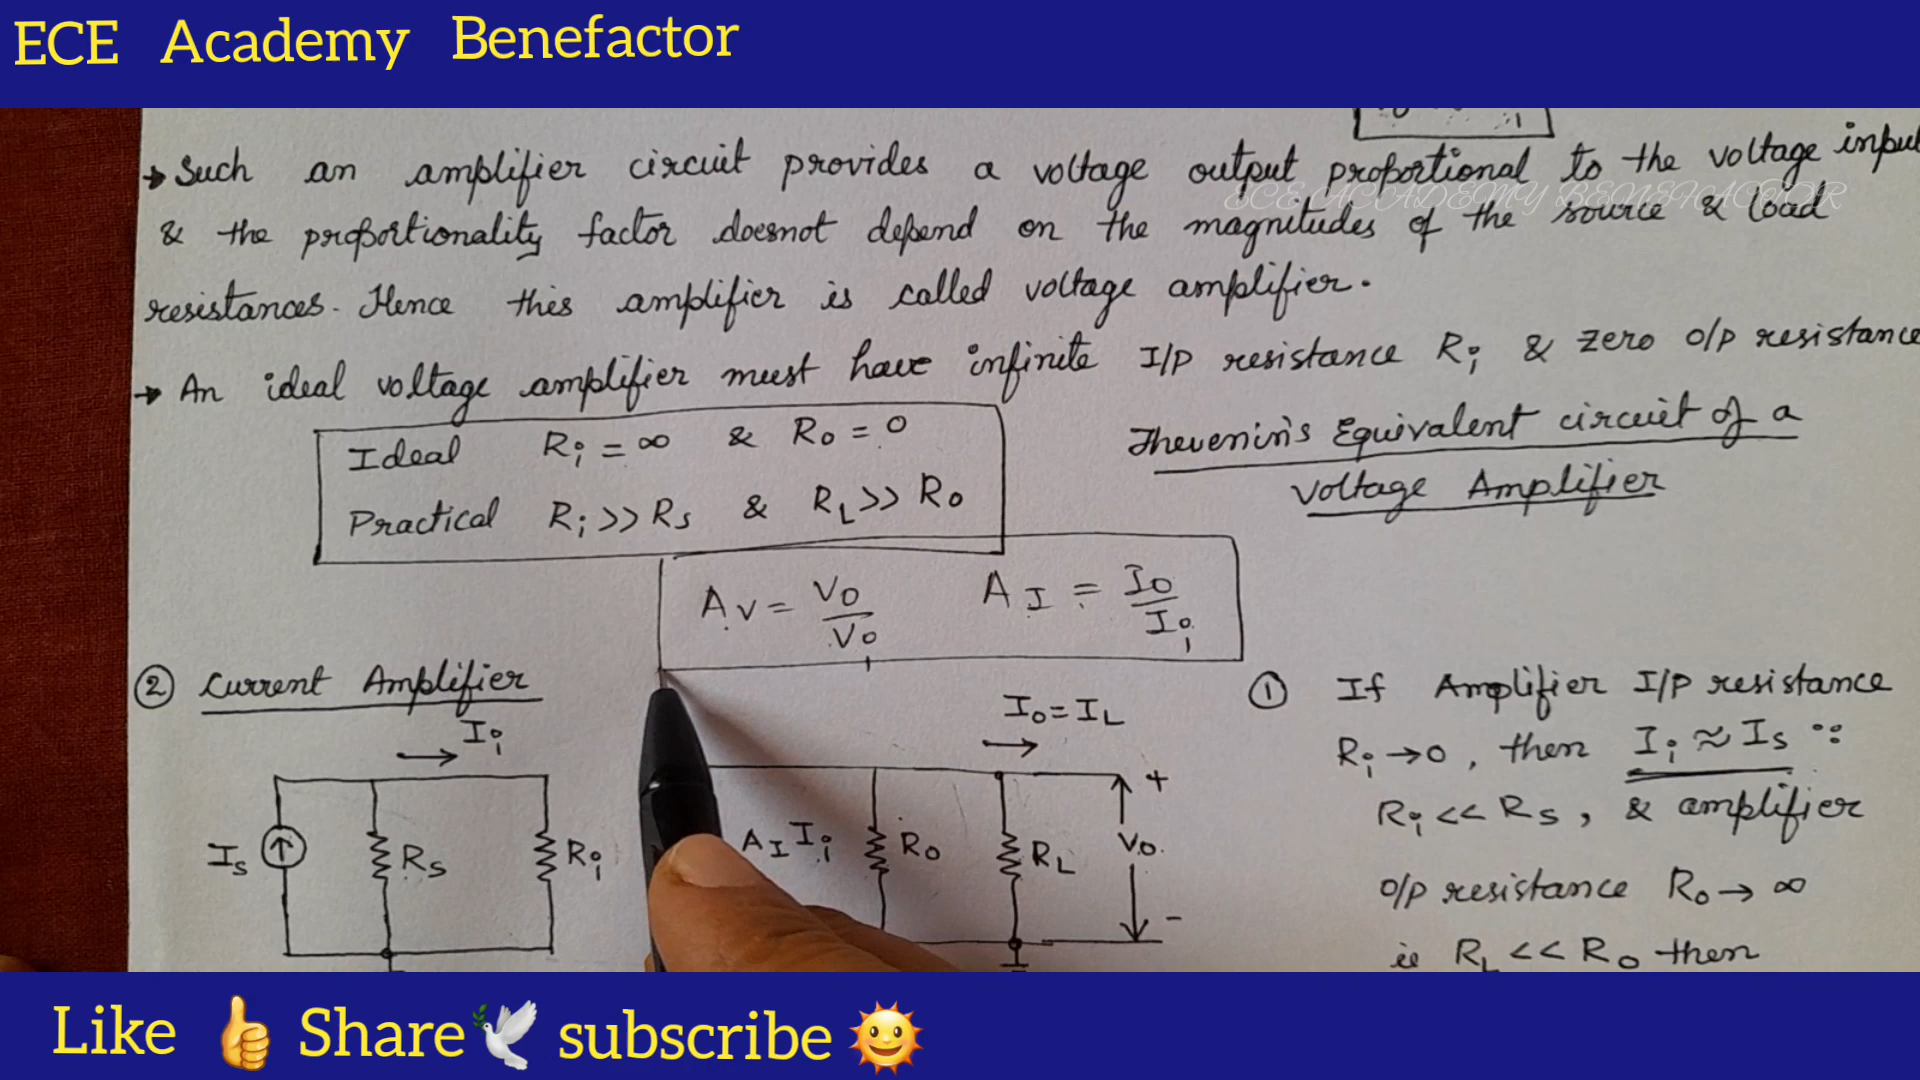 ECE Academy Benefactor
→ Such an amplifier circuit provides a voltage output proportional to the voltage input
ECE ACCADEMY BENEFACTOR
& the proportionality factor doesnot depend on the magnitudes of the source & load
resistances. Hence this amplifier is called voltage amplifier.
→ An ideal voltage amplifier must have infinite I/p resistance Ri & zero o/p resistance
Ideal Ri = ∞ & Ro = 0
Practical Ri >> Rs & RL >> Ro
Thevenin's Equivalent circuit of a
voltage Amplifier
AV = Vo/Vi AI = Io/Ii
② Current Amplifier
Ii
Io = IL
Is Rs Ri
AI Ii Ro RL Vo
+
-
① If Amplifier I/p resistance
Ri → 0, then Ii ≈ Is ∵
Ri << Rs, & amplifier
o/p resistance Ro → ∞
ie RL << Ro then
Like 👍 Share 🕊 subscribe 🌞